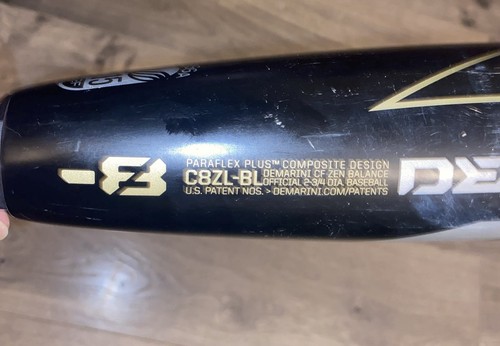 -8
PARAFLEX PLUS™ COMPOSITE DESIGN
C8ZL-BL
DEMARINI CF ZEN BALANCE
OFFICIAL 2-3/4 DIA. BASEBALL
U.S. PATENT NOS. > DEMARINI.COM/PATENTS
DE